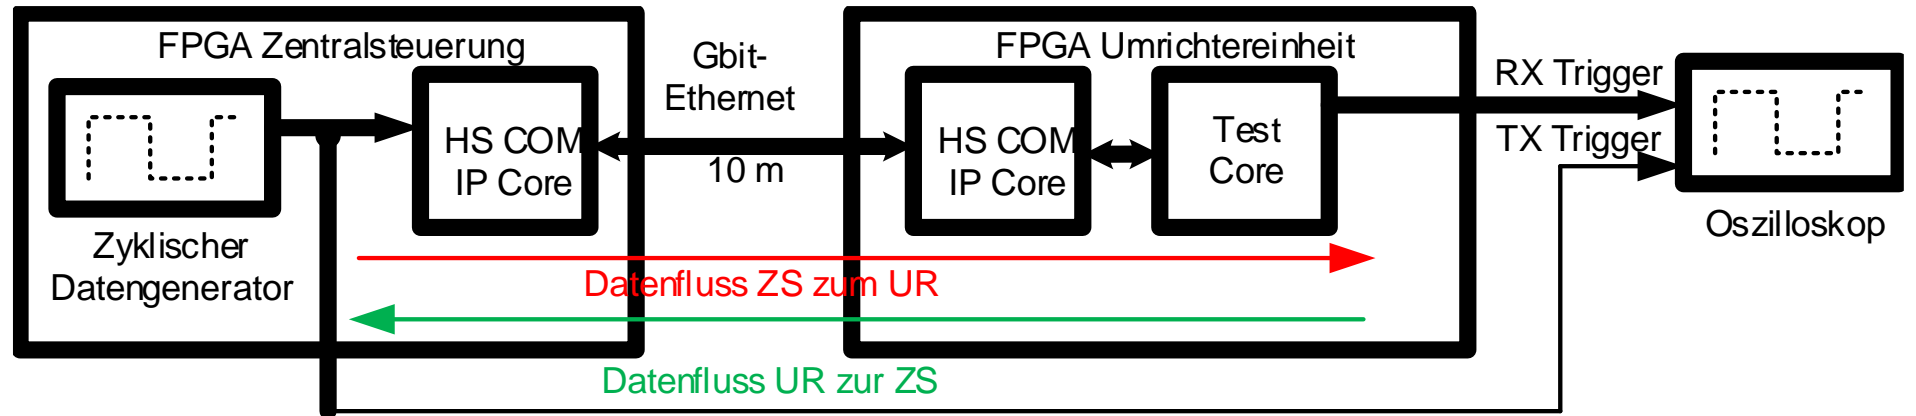 FPGA Zentralsteuerung
Zyklischer
Datengenerator
HS COM
IP Core
Gbit-
Ethernet
10 m
FPGA Umrichtereinheit
HS COM
IP Core
Test
Core
RX Trigger
TX Trigger
Oszilloskop
Datenfluss ZS zum UR
Datenfluss UR zur ZS